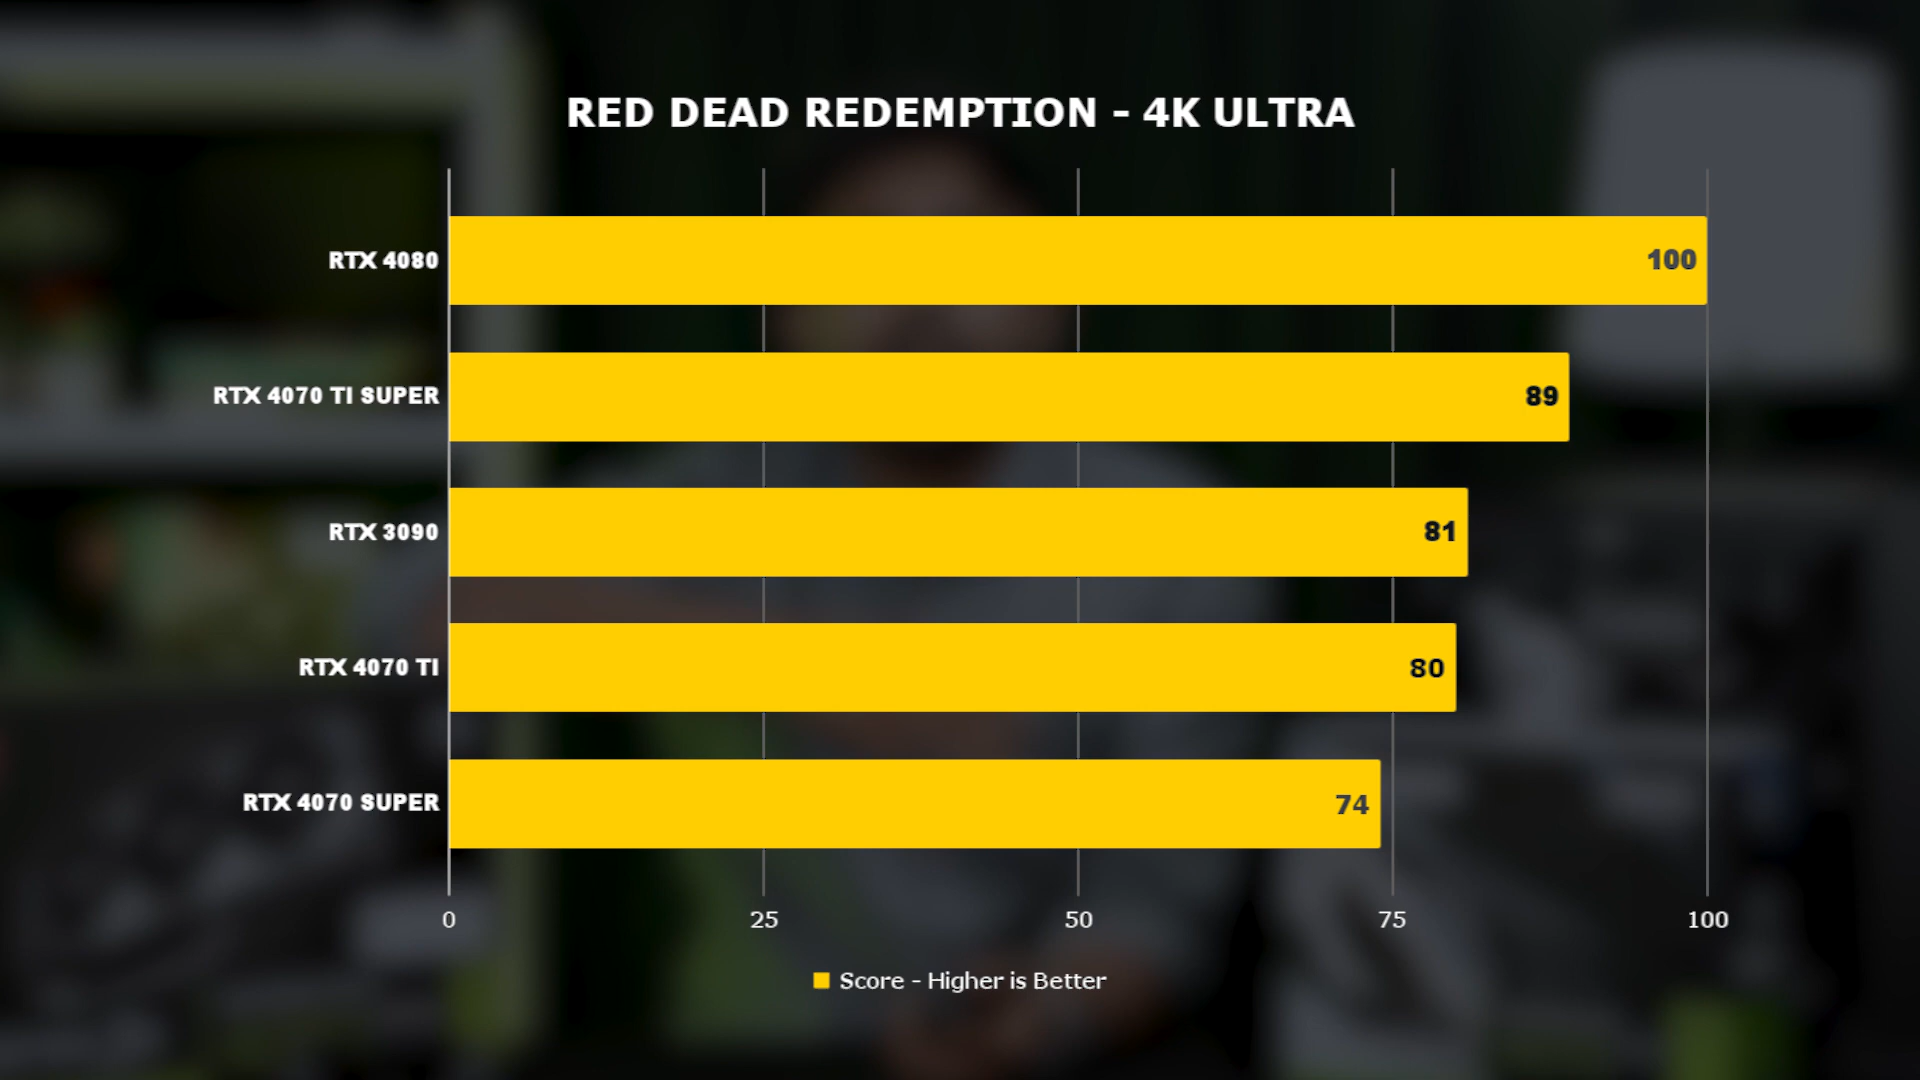 RED DEAD REDEMPTION - 4K ULTRA
RTX 4080
100
RTX 4070 TI SUPER
89
RTX 3090
81
RTX 4070 TI
80
RTX 4070 SUPER
74
0 25 50 75 100
Score - Higher is Better